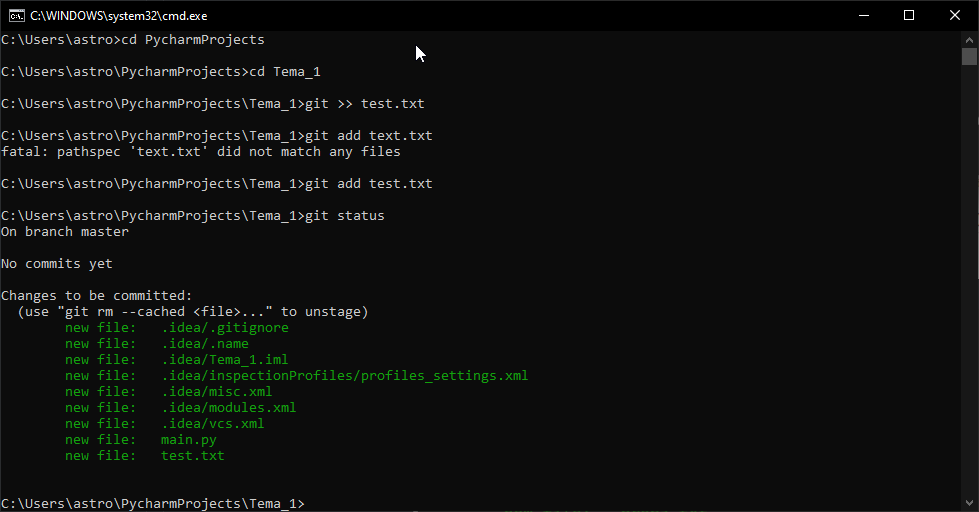 C:\WINDOWS\system32\cmd.exe
C:\Users\astro>cd PycharmProjects
C:\Users\astro\PycharmProjects>cd Tema_1
C:\Users\astro\PycharmProjects\Tema_1>git >> test.txt
C:\Users\astro\PycharmProjects\Tema_1>git add text.txt
fatal: pathspec 'text.txt' did not match any files
C:\Users\astro\PycharmProjects\Tema_1>git add test.txt
C:\Users\astro\PycharmProjects\Tema_1>git status
On branch master
No commits yet
Changes to be committed:
  (use "git rm --cached <file>..." to unstage)
        new file:   .idea/.gitignore
        new file:   .idea/.name
        new file:   .idea/Tema_1.iml
        new file:   .idea/inspectionProfiles/profiles_settings.xml
        new file:   .idea/misc.xml
        new file:   .idea/modules.xml
        new file:   .idea/vcs.xml
        new file:   main.py
        new file:   test.txt
C:\Users\astro\PycharmProjects\Tema_1>